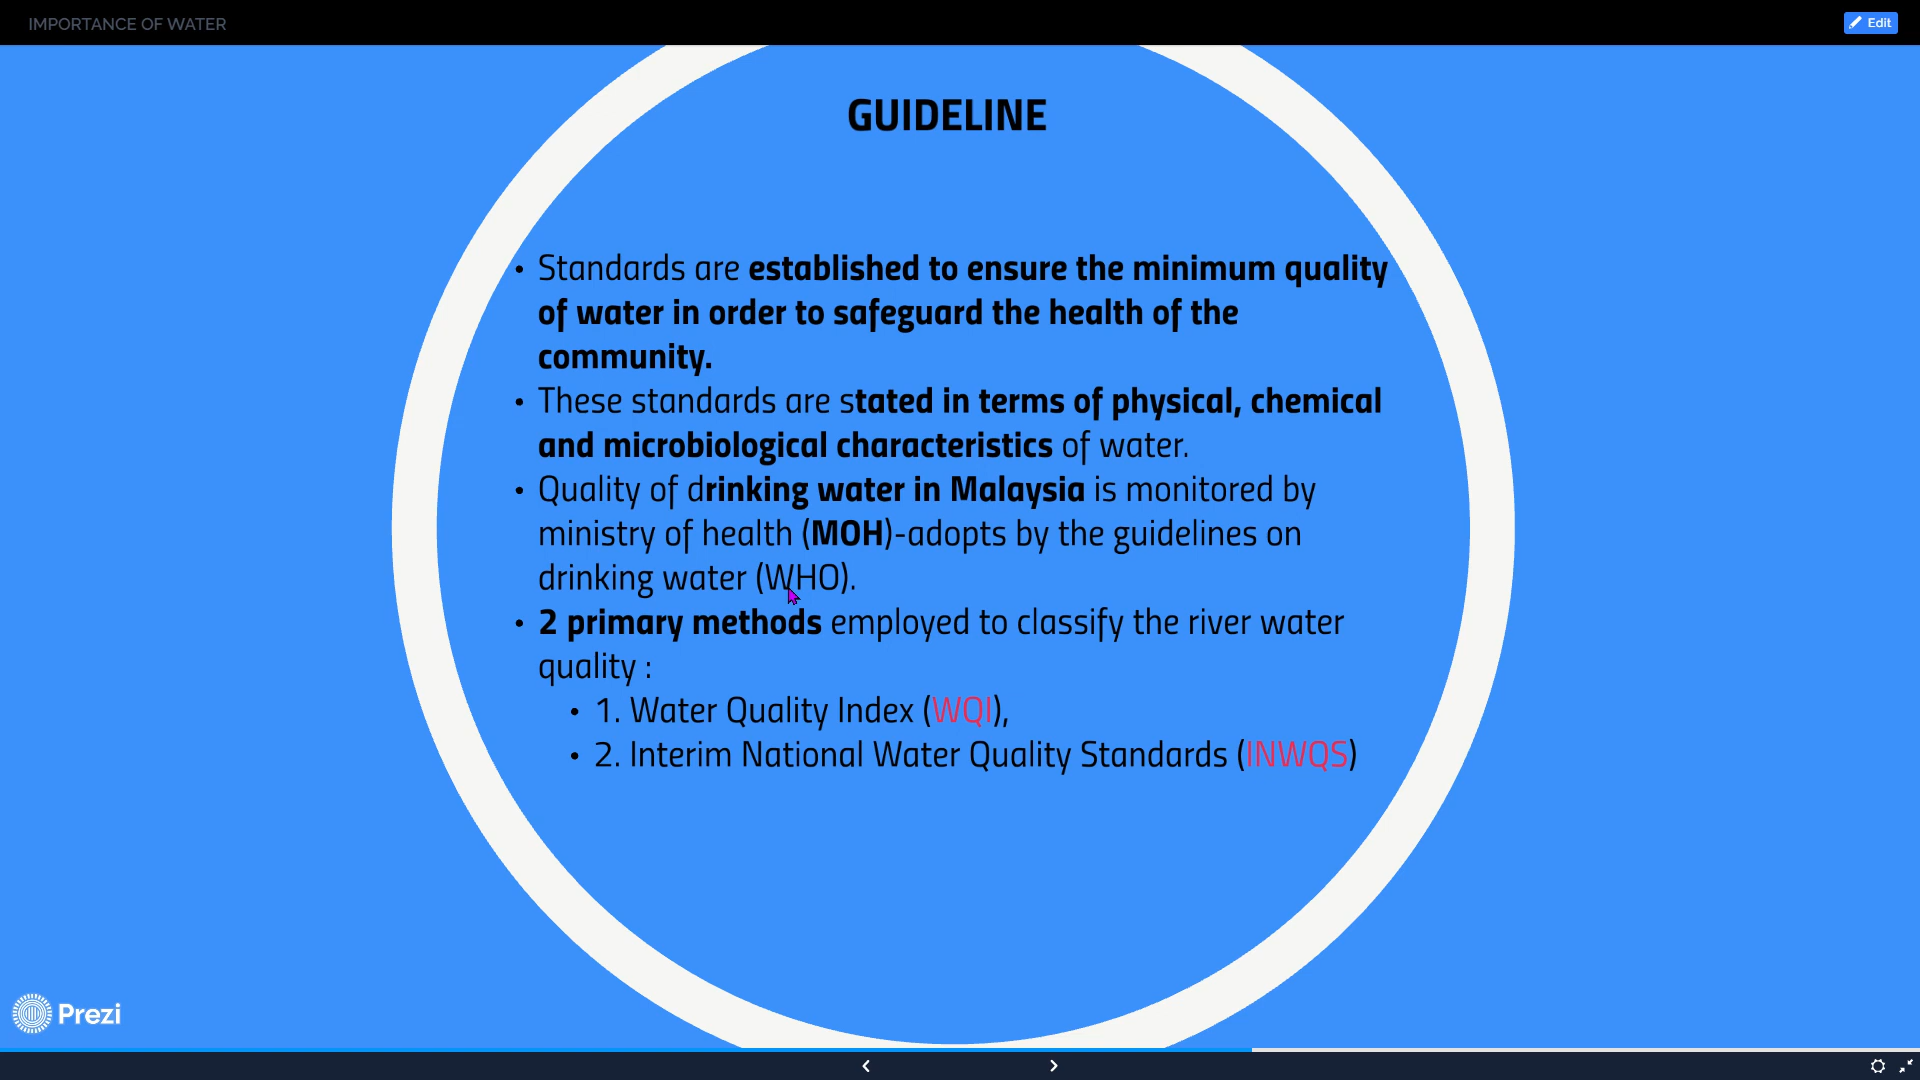 IMPORTANCE OF WATER
Edit
GUIDELINE
• Standards are established to ensure the minimum quality
of water in order to safeguard the health of the
community.
• These standards are stated in terms of physical, chemical
and microbiological characteristics of water.
• Quality of drinking water in Malaysia is monitored by
ministry of health (MOH)-adopts by the guidelines on
drinking water (WHO).
• 2 primary methods employed to classify the river water
quality :
• 1. Water Quality Index (WQI),
• 2. Interim National Water Quality Standards (INWQS)
Prezi